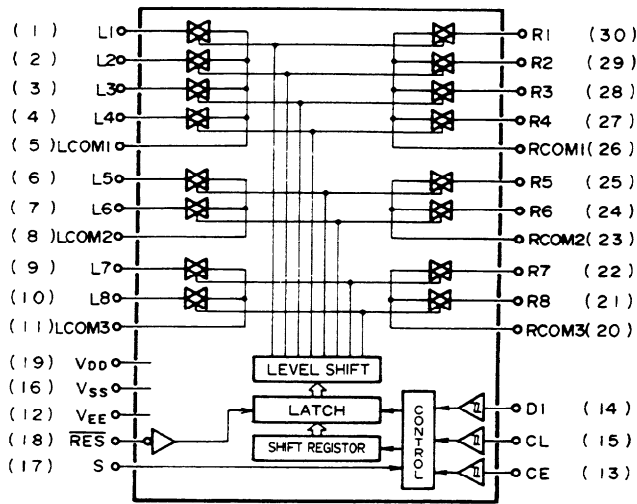 ( 1 ) L1 R1 ( 30 )
( 2 ) L2 R2 ( 29 )
( 3 ) L3 R3 ( 28 )
( 4 ) L4 R4 ( 27 )
( 5 ) LCOM1 RCOM1 ( 26 )
( 6 ) L5 R5 ( 25 )
( 7 ) L6 R6 ( 24 )
( 8 ) LCOM2 RCOM2 ( 23 )
( 9 ) L7 R7 ( 22 )
( 10 ) L8 R8 ( 21 )
( 11 ) LCOM3 RCOM3 ( 20 )
( 19 ) VDD LEVEL SHIFT
( 16 ) VSS
( 12 ) VEE LATCH CONTROL DI ( 14 )
( 18 ) RES SHIFT REGISTOR CL ( 15 )
( 17 ) S CE ( 13 )